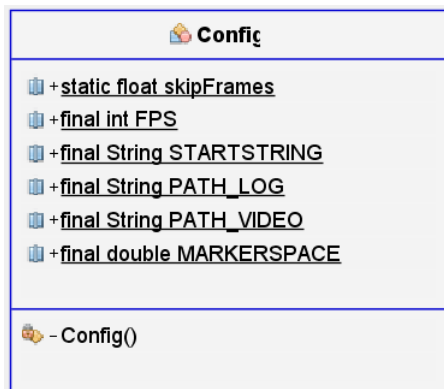 Config
+static float skipFrames
+final int FPS
+final String STARTSTRING
+final String PATH_LOG
+final String PATH_VIDEO
+final double MARKERSPACE
-Config()